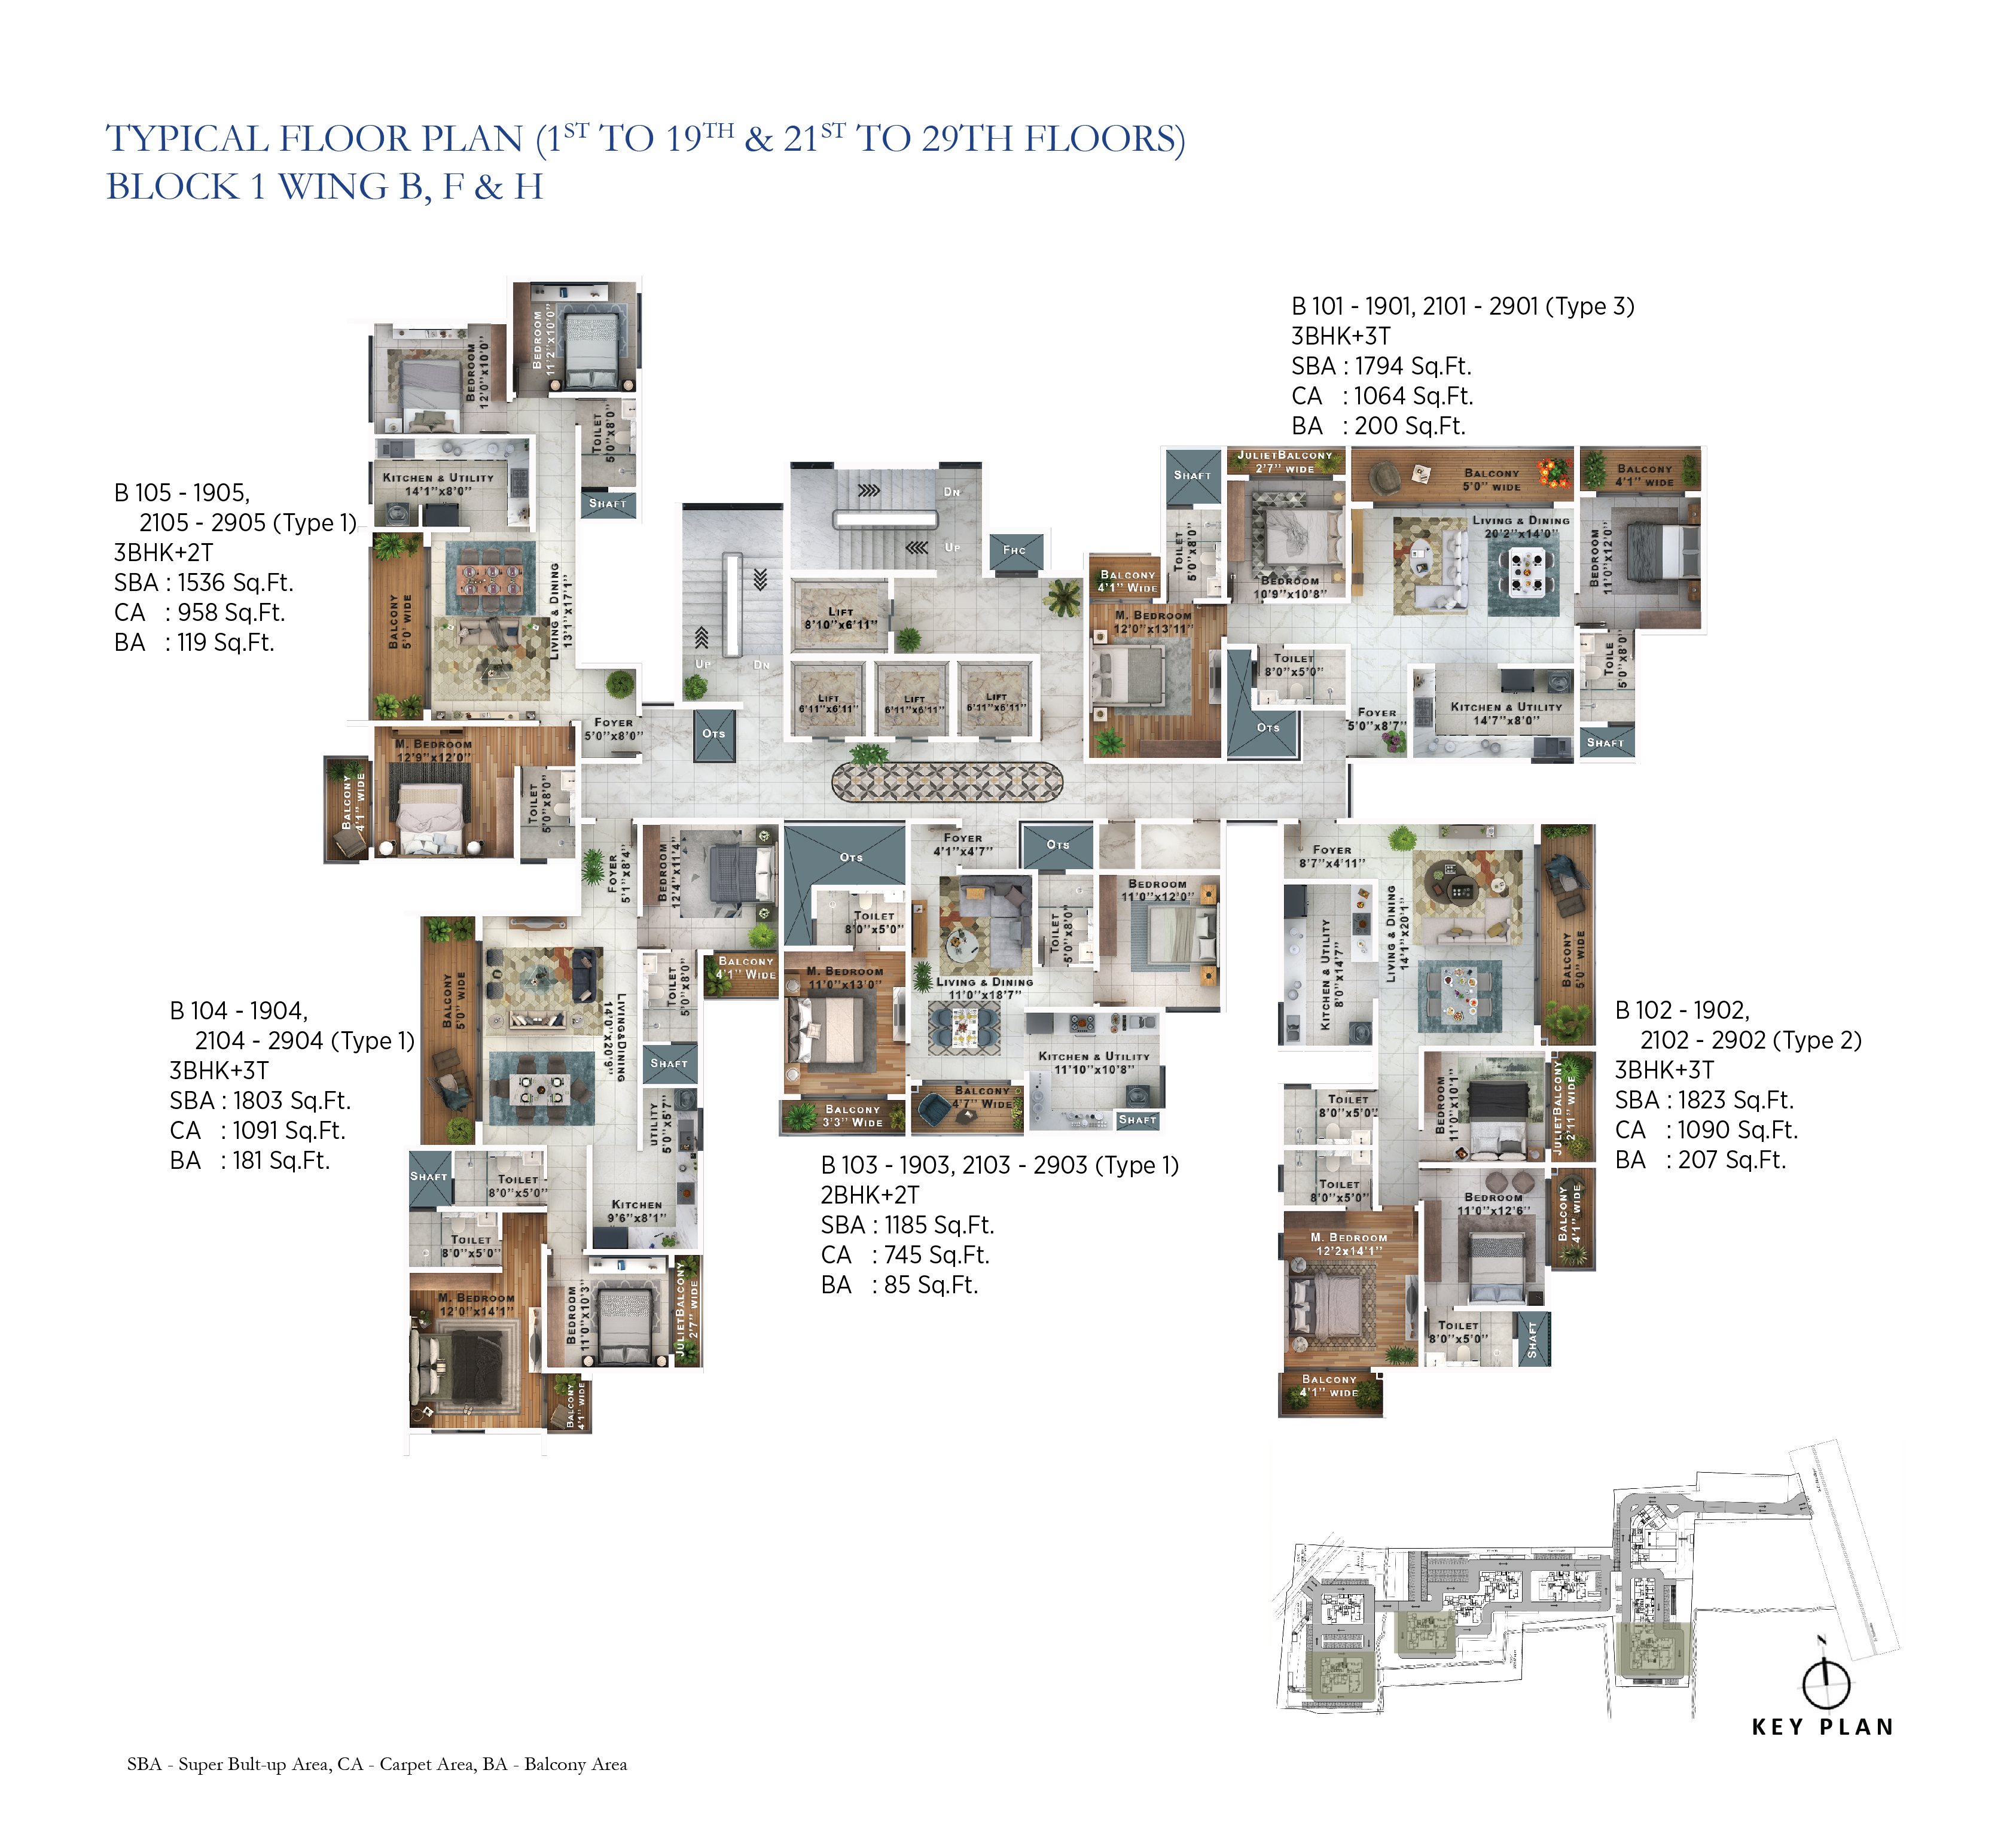 TYPICAL FLOOR PLAN (1ST TO 19TH & 21ST TO 29TH FLOORS)
BLOCK 1 WING B, F & H
B 101 - 1901, 2101 - 2901 (Type 3)
3BHK+3T
SBA : 1794 Sq.Ft.
CA : 1064 Sq.Ft.
BA : 200 Sq.Ft.
B 105 - 1905,
2105 - 2905 (Type 1)
3BHK+2T
SBA : 1536 Sq.Ft.
CA : 958 Sq.Ft.
BA : 119 Sq.Ft.
BEDROOM
11'2"x10'0"
BEDROOM
12'0"x10'0"
TOILET
5'0"x8'0"
SHAFT
KITCHEN & UTILITY
14'1"x8'0"
BALCONY
5'0' WIDE
LIVING & DINING
13'1"x17'1"
FOYER
5'0"x8'0"
M. BEDROOM
12'9"x12'0"
BALCONY
4'1" WIDE
TOILET
5'0"x8'0"
UP
DN
DN
UP
FHC
LIFT
8'10"x6'11"
LIFT
6'11"x6'11"
LIFT
6'11"x6'11"
LIFT
6'11"x6'11"
OTS
SHAFT
JULIETBALCONY
2'7" WIDE
BALCONY
5'0" WIDE
BALCONY
4'1" WIDE
TOILET
5'0"x8'0"
BEDROOM
10'9"x10'8"
LIVING & DINING
20'2"x14'0"
BEDROOM
11'0"x12'0"
BALCONY
4'1" WIDE
M. BEDROOM
12'0"x13'11"
TOILET
8'0"x5'0"
OTS
FOYER
5'0"x8'7"
KITCHEN & UTILITY
14'7"x8'0"
TOILE
5'0"x8'0"
SHAFT
FOYER
5'1"x8'4"
BEDROOM
12'4"x11'4"
BALCONY
4'1" WIDE
BALCONY
5'0" WIDE
LIVING&DINING
14'0"x20'9"
TOILET
5'0"x8'0"
SHAFT
UTILITY
5'0"x5'7"
KITCHEN
9'6"x8'1"
SHAFT
TOILET
8'0"x5'0"
TOILET
8'0"x5'0"
M. BEDROOM
12'0"x14'1"
BEDROOM
11'0"x10'3"
JULIETBALCONY
2'7" WIDE
BALCONY
4'1" WIDE
B 104 - 1904,
2104 - 2904 (Type 1)
3BHK+3T
SBA : 1803 Sq.Ft.
CA : 1091 Sq.Ft.
BA : 181 Sq.Ft.
OTS
FOYER
4'1"x4'7"
OTS
TOILET
8'0"x5'0"
TOILET
5'0"x8'0"
BEDROOM
11'0"x12'0"
M. BEDROOM
11'0"x13'0"
LIVING & DINING
11'0"x18'7"
KITCHEN & UTILITY
11'10"x10'8"
BALCONY
3'3" WIDE
BALCONY
4'7" WIDE
SHAFT
B 103 - 1903, 2103 - 2903 (Type 1)
2BHK+2T
SBA : 1185 Sq.Ft.
CA : 745 Sq.Ft.
BA : 85 Sq.Ft.
FOYER
8'7"x4'11"
KITCHEN & UTILITY
8'0"x14'7"
LIVING & DINING
14'1"x20'1"
BALCONY
5'0" WIDE
TOILET
8'0"x5'0"
BEDROOM
11'0"x10'1"
JULIETBALCONY
2'11" WIDE
TOILET
8'0"x5'0"
BEDROOM
11'0"x12'6"
BALCONY
4'1" WIDE
M. BEDROOM
12'2x14'1"
TOILET
8'0"x5'0"
SHAFT
BALCONY
4'1" WIDE
B 102 - 1902,
2102 - 2902 (Type 2)
3BHK+3T
SBA : 1823 Sq.Ft.
CA : 1090 Sq.Ft.
BA : 207 Sq.Ft.
N
KEY PLAN
SBA - Super Bult-up Area, CA - Carpet Area, BA - Balcony Area